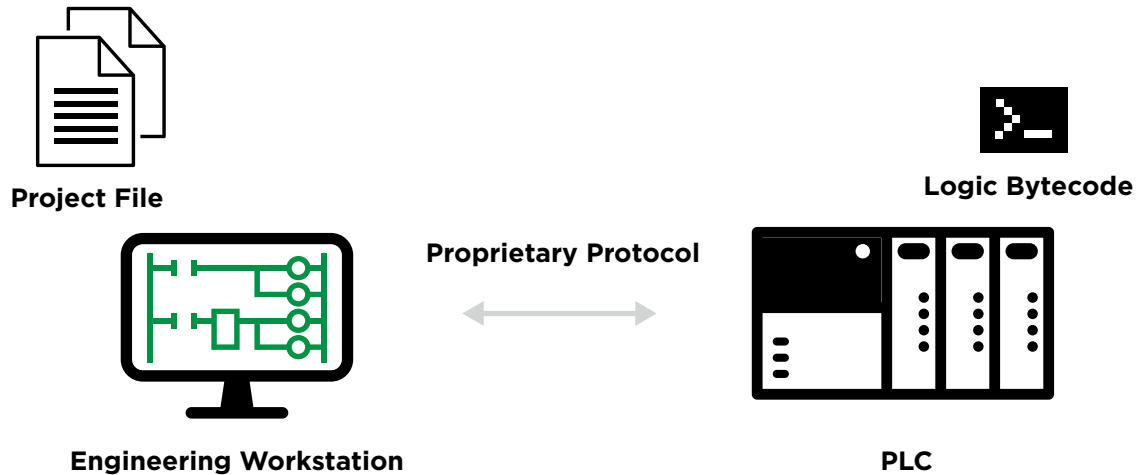 Project File
Logic Bytecode
Proprietary Protocol
Engineering Workstation
PLC